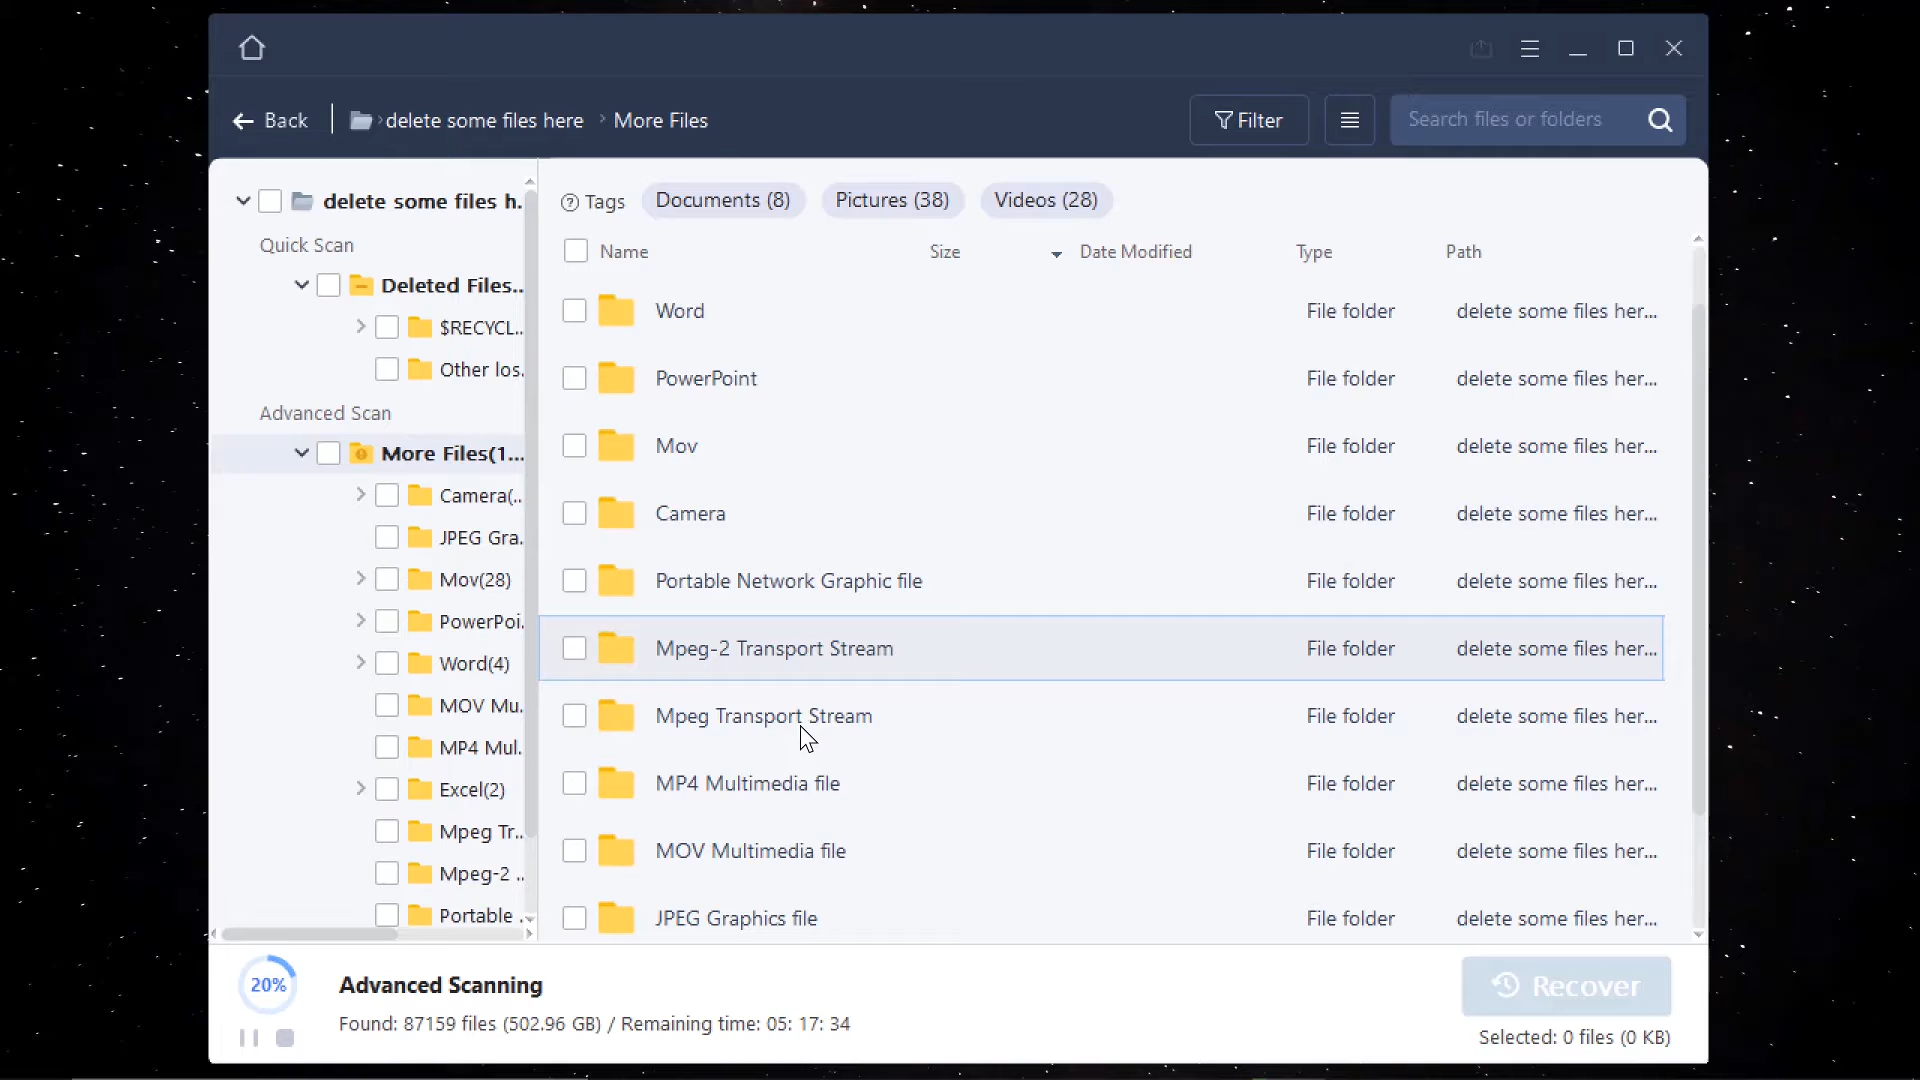 Back
delete some files here
More Files
Filter
Search files or folders
delete some files h.
Quick Scan
Deleted Files..
$RECYCL..
Other los.
Advanced Scan
More Files(1...
Camera(..
JPEG Gra.
Mov(28)
PowerPoi.
Word(4)
MOV Mu.
MP4 Mul.
Excel(2)
Mpeg Tr..
Mpeg-2 ..
Portable .
? Tags Documents (8) Pictures (38) Videos (28)
Name Size Date Modified Type Path
Word File folder delete some files her...
PowerPoint File folder delete some files her...
Mov File folder delete some files her...
Camera File folder delete some files her...
Portable Network Graphic file File folder delete some files her...
Mpeg-2 Transport Stream File folder delete some files her...
Mpeg Transport Stream File folder delete some files her...
MP4 Multimedia file File folder delete some files her...
MOV Multimedia file File folder delete some files her...
JPEG Graphics file File folder delete some files her...
20%
Advanced Scanning
Found: 87159 files (502.96 GB) / Remaining time: 05: 17: 34
Recover
Selected: 0 files (0 KB)